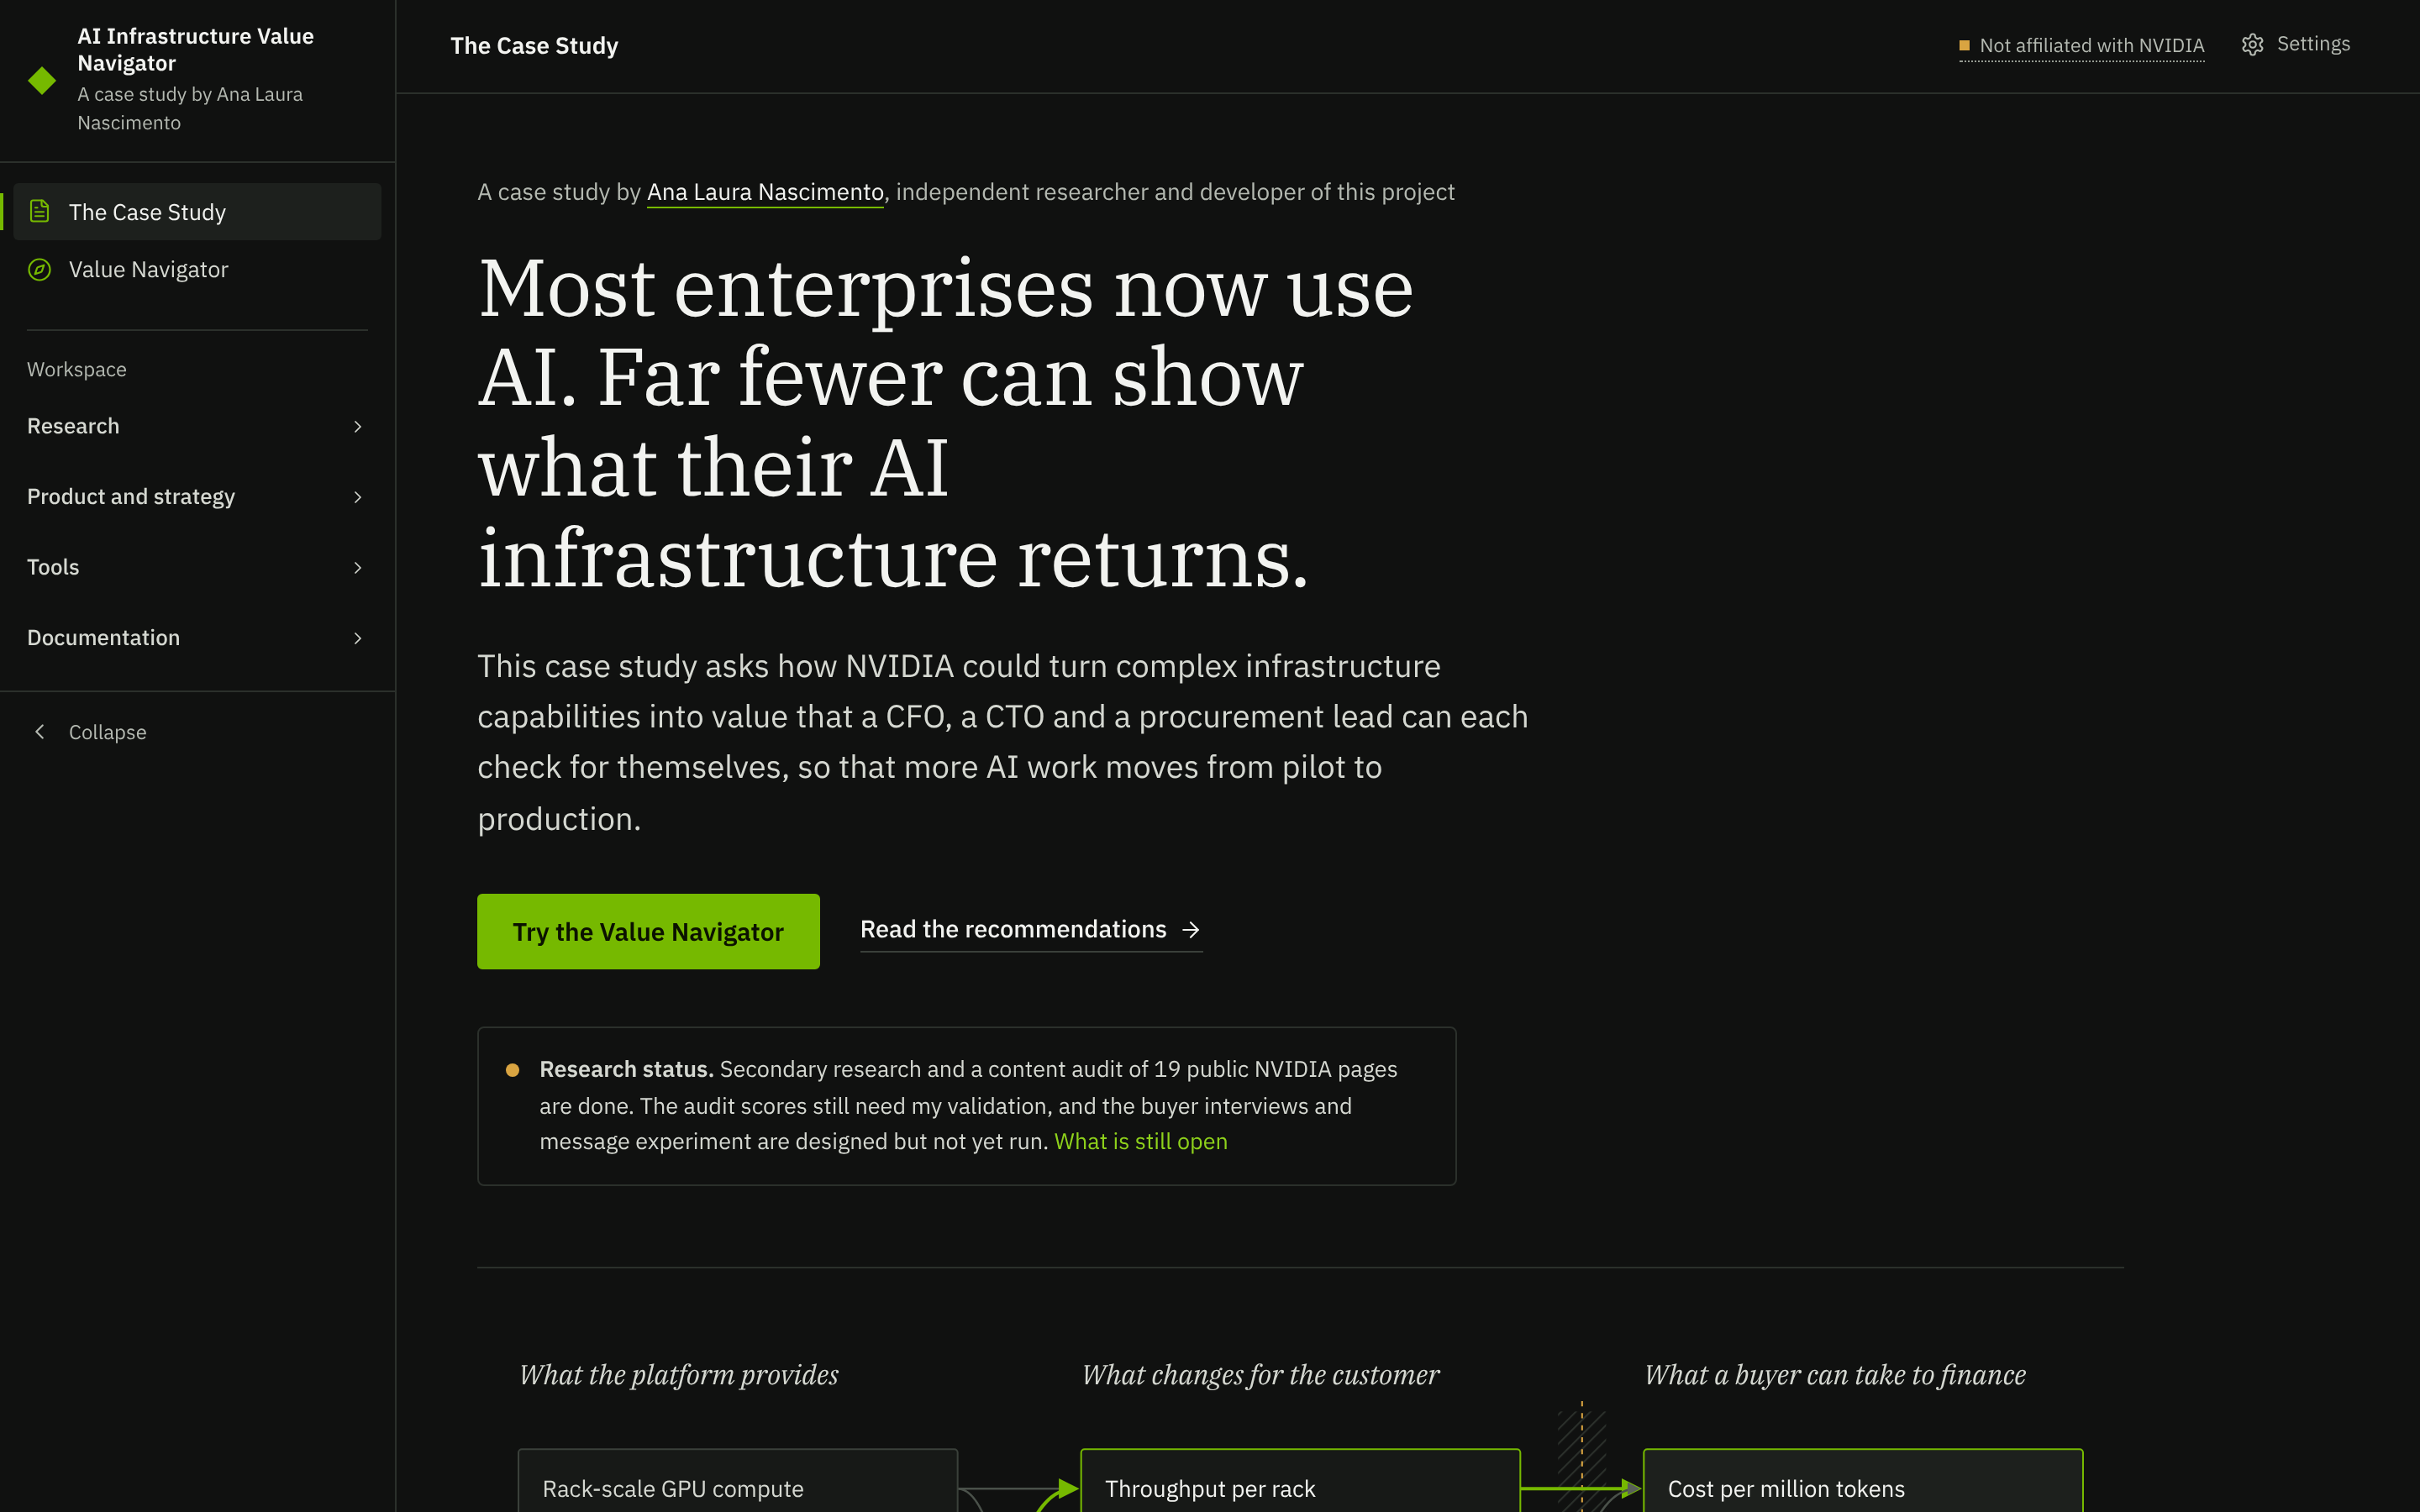 AI Infrastructure Value
Navigator
A case study by Ana Laura
Nascimento
The Case Study
Value Navigator
Workspace
Research
Product and strategy
Tools
Documentation
Collapse
The Case Study
Not affiliated with NVIDIA
Settings
A case study by Ana Laura Nascimento, independent researcher and developer of this project
Most enterprises now use
AI. Far fewer can show
what their AI
infrastructure returns.
This case study asks how NVIDIA could turn complex infrastructure
capabilities into value that a CFO, a CTO and a procurement lead can each
check for themselves, so that more AI work moves from pilot to
production.
Try the Value Navigator
Read the recommendations →
Research status. Secondary research and a content audit of 19 public NVIDIA pages
are done. The audit scores still need my validation, and the buyer interviews and
message experiment are designed but not yet run. What is still open
What the platform provides
What changes for the customer
What a buyer can take to finance
Rack-scale GPU compute
Throughput per rack
Cost per million tokens